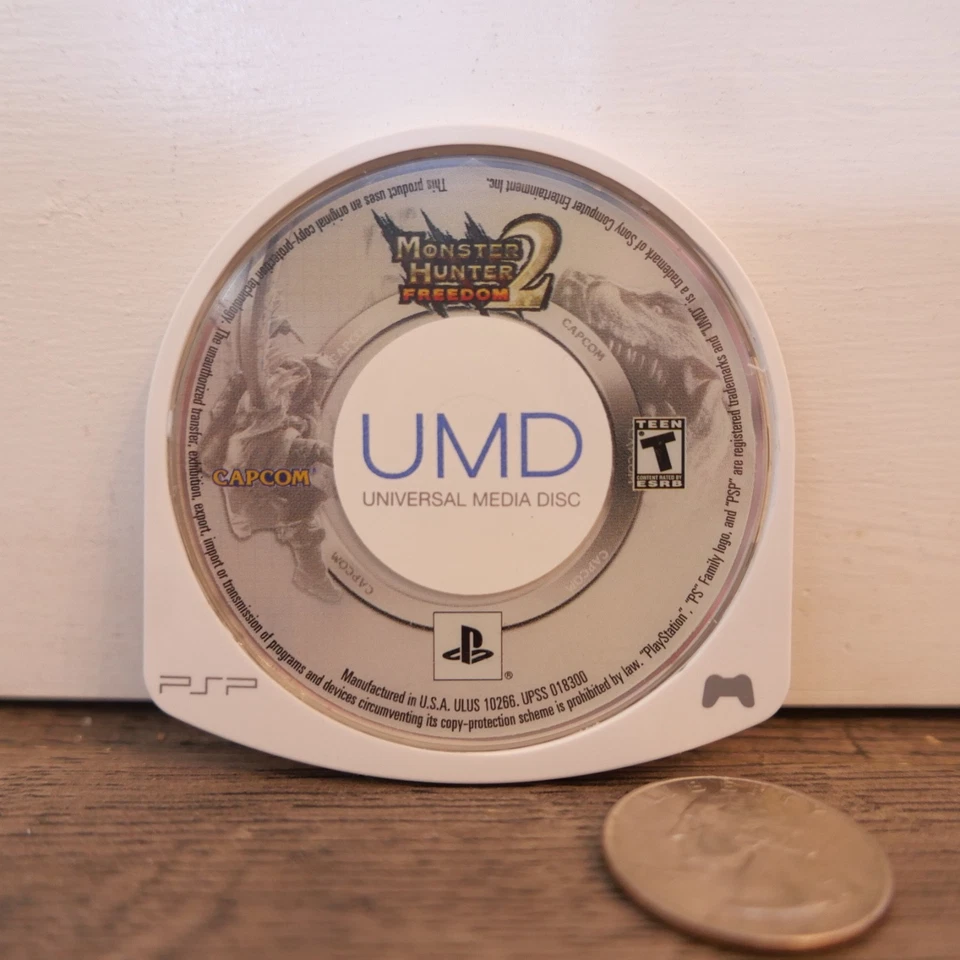 MONSTER
HUNTER 2
FREEDOM
CAPCOM
CAPCOM
UMD
UNIVERSAL MEDIA DISC
TEEN
T
CONTENT RATED BY
ESRB
CAPCOM
CAPCOM
CAPCOM
®
Manufactured in U.S.A. ULUS 10266. UPSS 018300
This product uses an original copy-protection technology. The unauthorized transfer, exhibition, export, import or transmission of programs and devices circumventing its copy-protection scheme is prohibited by law. "PlayStation", "PS" Family logo, and "PSP" are registered trademarks and "UMD" is a trademark of Sony Computer Entertainment Inc.
PSP